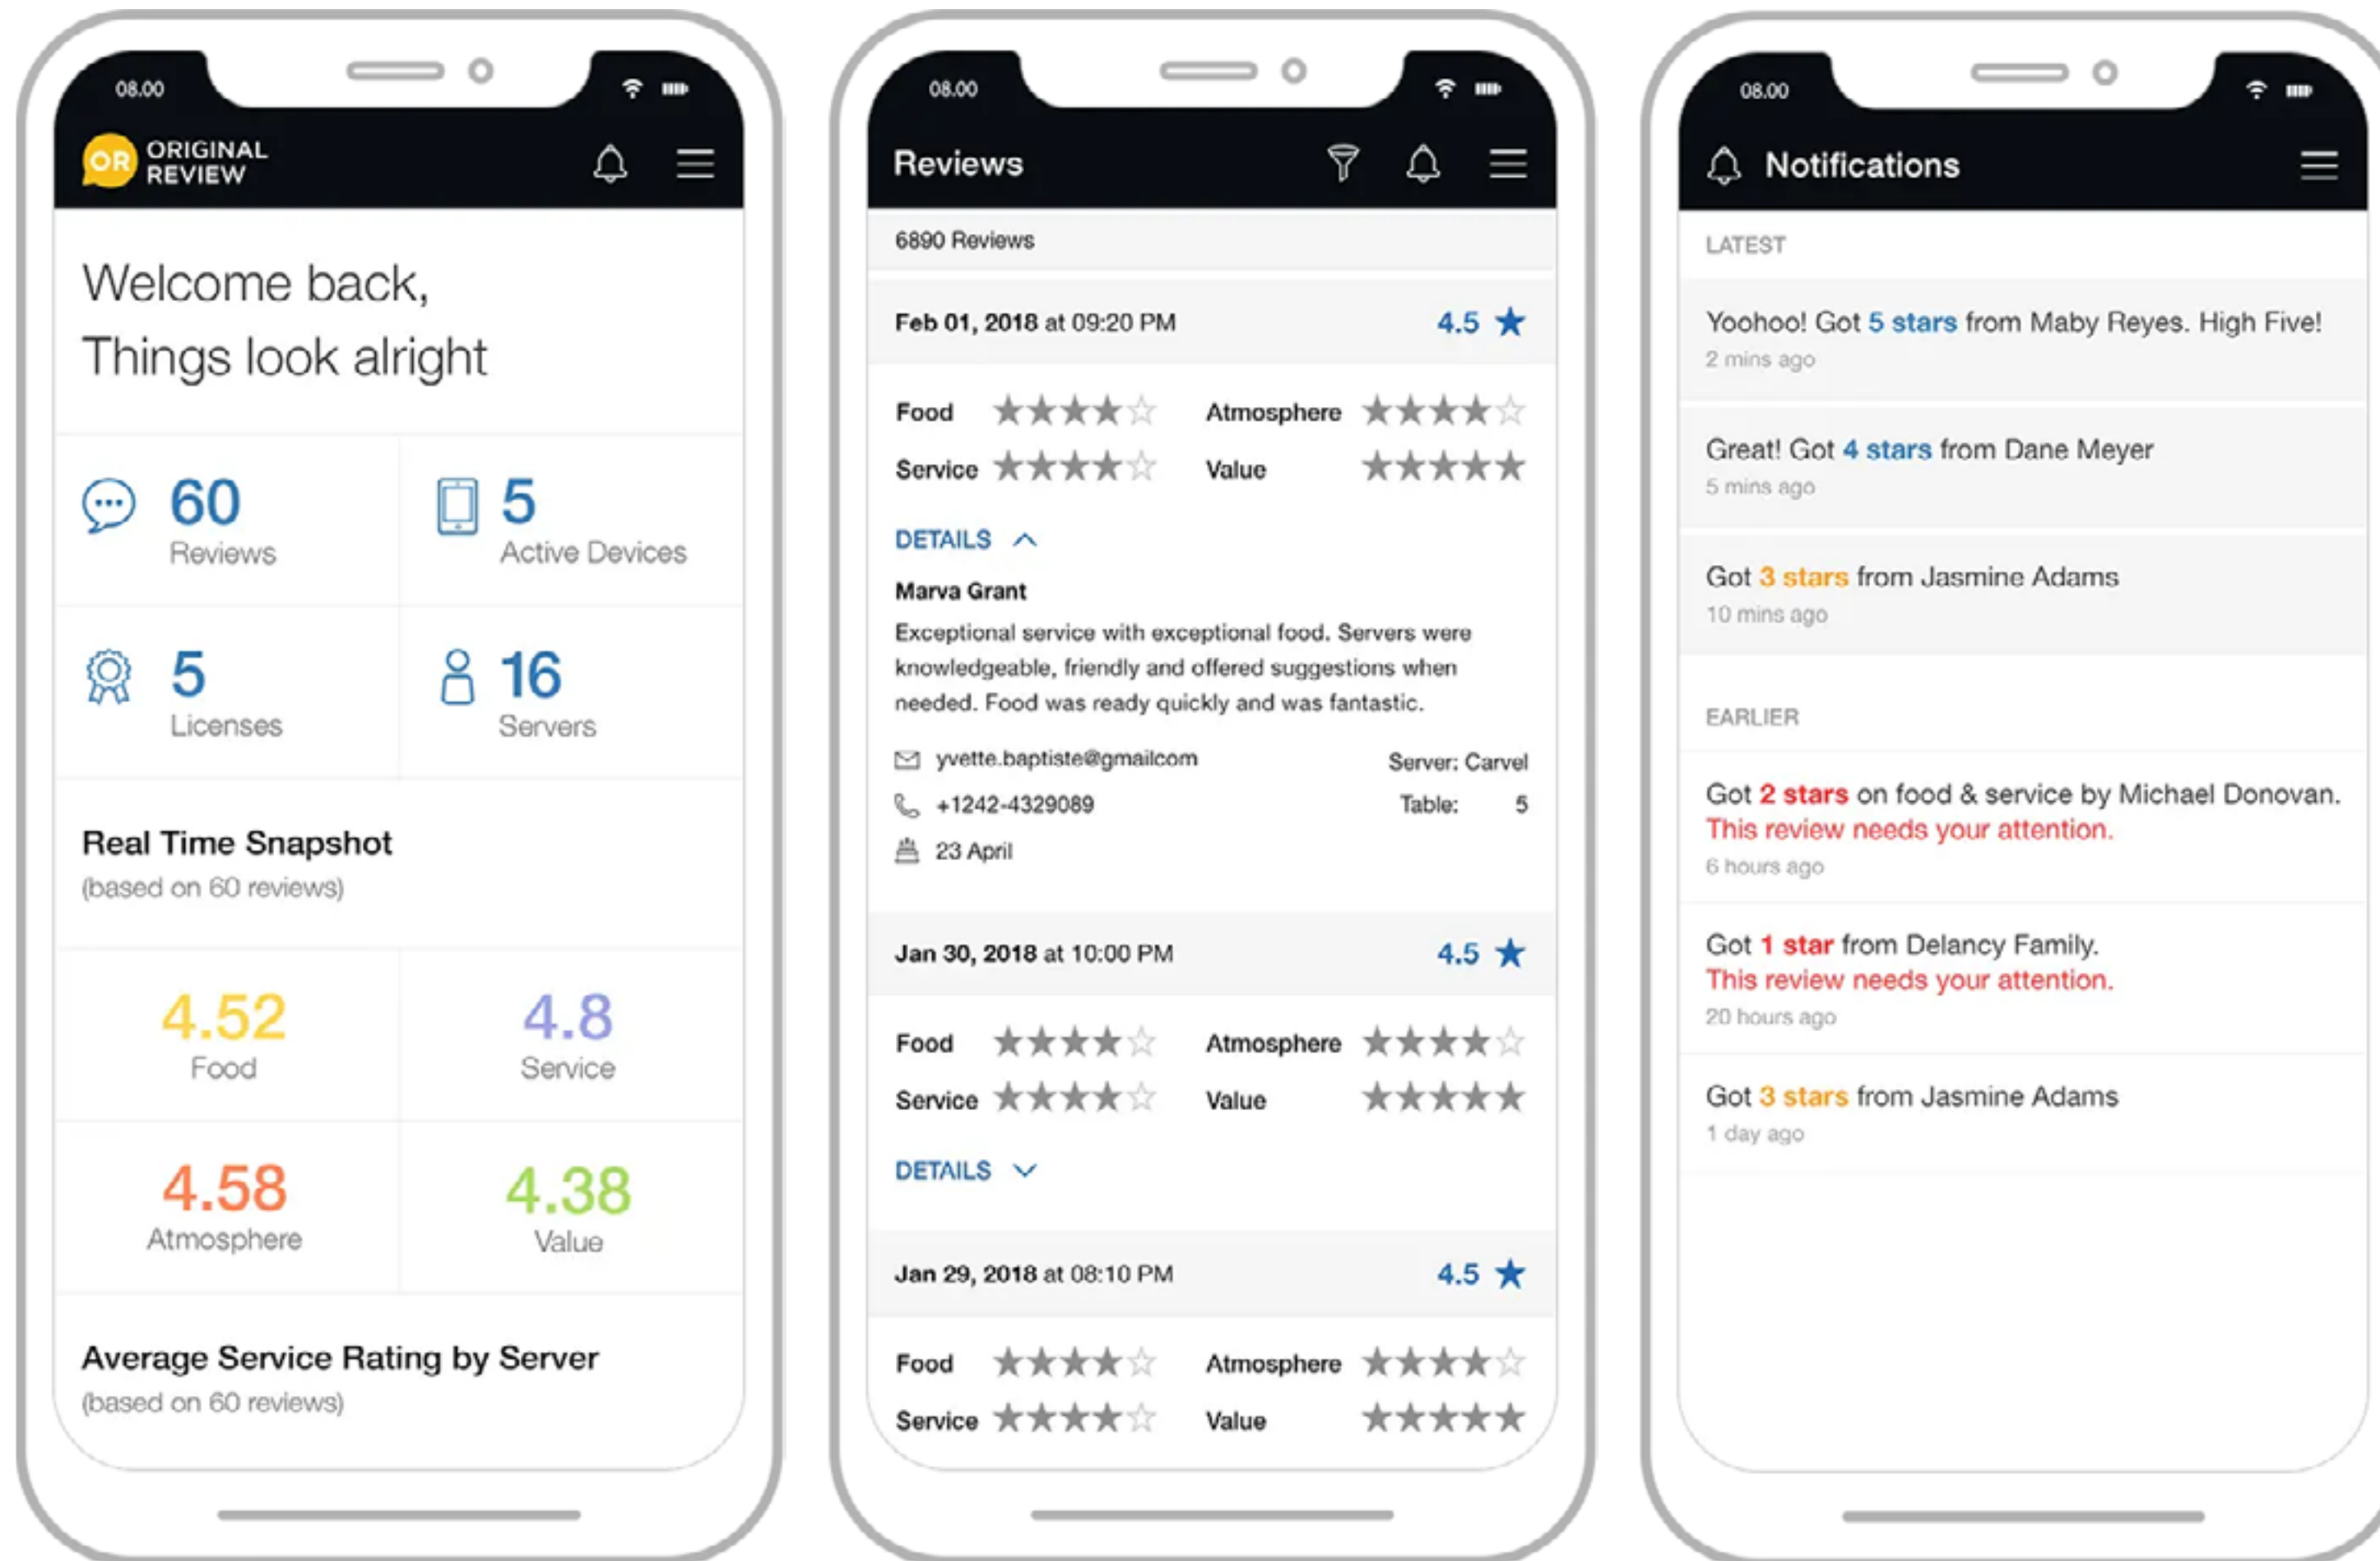 08.00
OR ORIGINAL
REVIEW
Welcome back,
Things look alright
60
Reviews
5
Active Devices
5
Licenses
16
Servers
Real Time Snapshot
(based on 60 reviews)
4.52
Food
4.8
Service
4.58
Atmosphere
4.38
Value
Average Service Rating by Server
(based on 60 reviews)
08.00
Reviews
6890 Reviews
Feb 01, 2018 at 09:20 PM 4.5
Food Atmosphere
Service Value
DETAILS
Marva Grant
Exceptional service with exceptional food. Servers were
knowledgeable, friendly and offered suggestions when
needed. Food was ready quickly and was fantastic.
yvette.baptiste@gmailcom Server: Carvel
+1242-4329089 Table: 5
23 April
Jan 30, 2018 at 10:00 PM 4.5
Food Atmosphere
Service Value
DETAILS
Jan 29, 2018 at 08:10 PM 4.5
Food Atmosphere
Service Value
08.00
Notifications
LATEST
Yoohoo! Got 5 stars from Maby Reyes. High Five!
2 mins ago
Great! Got 4 stars from Dane Meyer
5 mins ago
Got 3 stars from Jasmine Adams
10 mins ago
EARLIER
Got 2 stars on food & service by Michael Donovan.
This review needs your attention.
6 hours ago
Got 1 star from Delancy Family.
This review needs your attention.
20 hours ago
Got 3 stars from Jasmine Adams
1 day ago